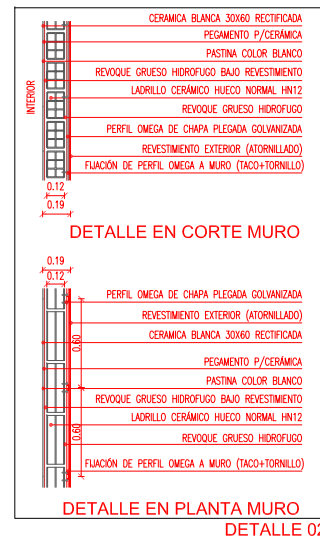 CERAMICA BLANCA 30X60 RECTIFICADA
PEGAMENTO P/CERÁMICA
PASTINA COLOR BLANCO
REVOQUE GRUESO HIDROFUGO BAJO REVESTIMIENTO
LADRILLO CERÁMICO HUECO NORMAL HN12
REVOQUE GRUESO HIDROFUGO
PERFIL OMEGA DE CHAPA PLEGADA GOLVANIZADA
REVESTIMIENTO EXTERIOR (ATORNILLADO)
FIJACIÓN DE PERFIL OMEGA A MURO (TACO+TORNILLO)
INTERIOR
0.12
0.19
DETALLE EN CORTE MURO
0.19
0.12
PERFIL OMEGA DE CHAPA PLEGADA GOLVANIZADA
REVESTIMIENTO EXTERIOR (ATORNILLADO)
CERAMICA BLANCA 30X60 RECTIFICADA
0.60
PEGAMENTO P/CERÁMICA
PASTINA COLOR BLANCO
REVOQUE GRUESO HIDROFUGO BAJO REVESTIMIENTO
LADRILLO CERÁMICO HUECO NORMAL HN12
0.60
REVOQUE GRUESO HIDROFUGO
FIJACIÓN DE PERFIL OMEGA A MURO (TACO+TORNILLO)
DETALLE EN PLANTA MURO
DETALLE 02